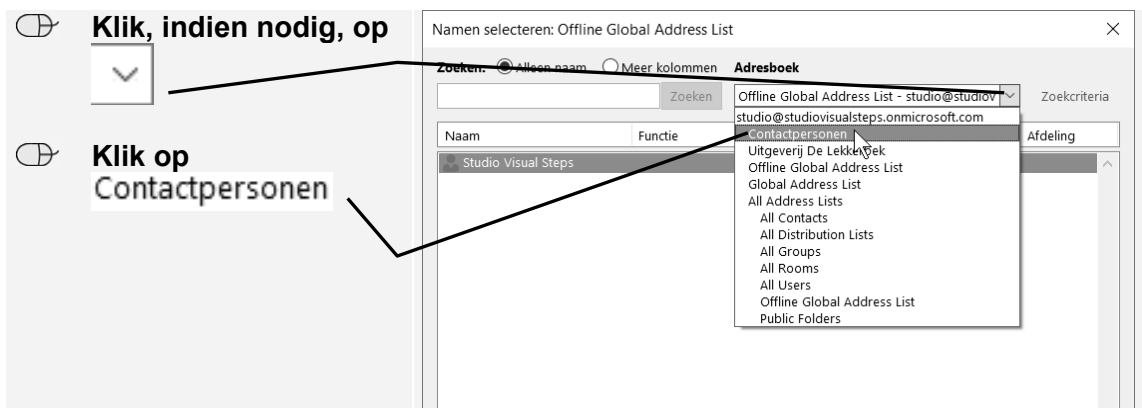 Klik, indien nodig, op
Klik op
Contactpersonen
Namen selecteren: Offline Global Address List
Zoeken: Alleen naam Meer kolommen Adresboek
Zoeken Offline Global Address List - studio@studiov Zoekcriteria
studio@studiovisualsteps.onmicrosoft.com
Naam Functie Contactpersonen Afdeling
Uitgeverij De Lekkerbek
Studio Visual Steps Offline Global Address List
Global Address List
All Address Lists
All Contacts
All Distribution Lists
All Groups
All Rooms
All Users
Offline Global Address List
Public Folders